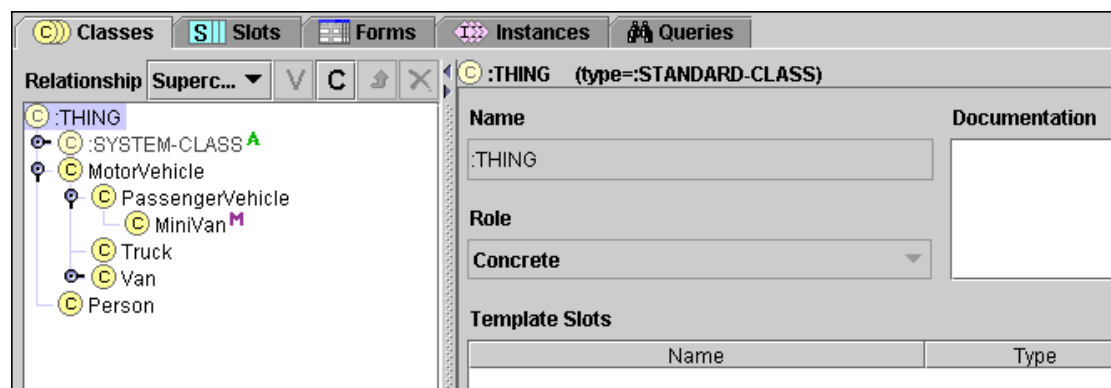 C Classes S Slots Forms I Instances Queries
Relationship Superc... V C
C :THING (type=:STANDARD-CLASS)
C :THING
C :SYSTEM-CLASS A
C MotorVehicle
C PassengerVehicle
C MiniVan M
C Truck
C Van
C Person
Name
Documentation
:THING
Role
Concrete
Template Slots
Name Type